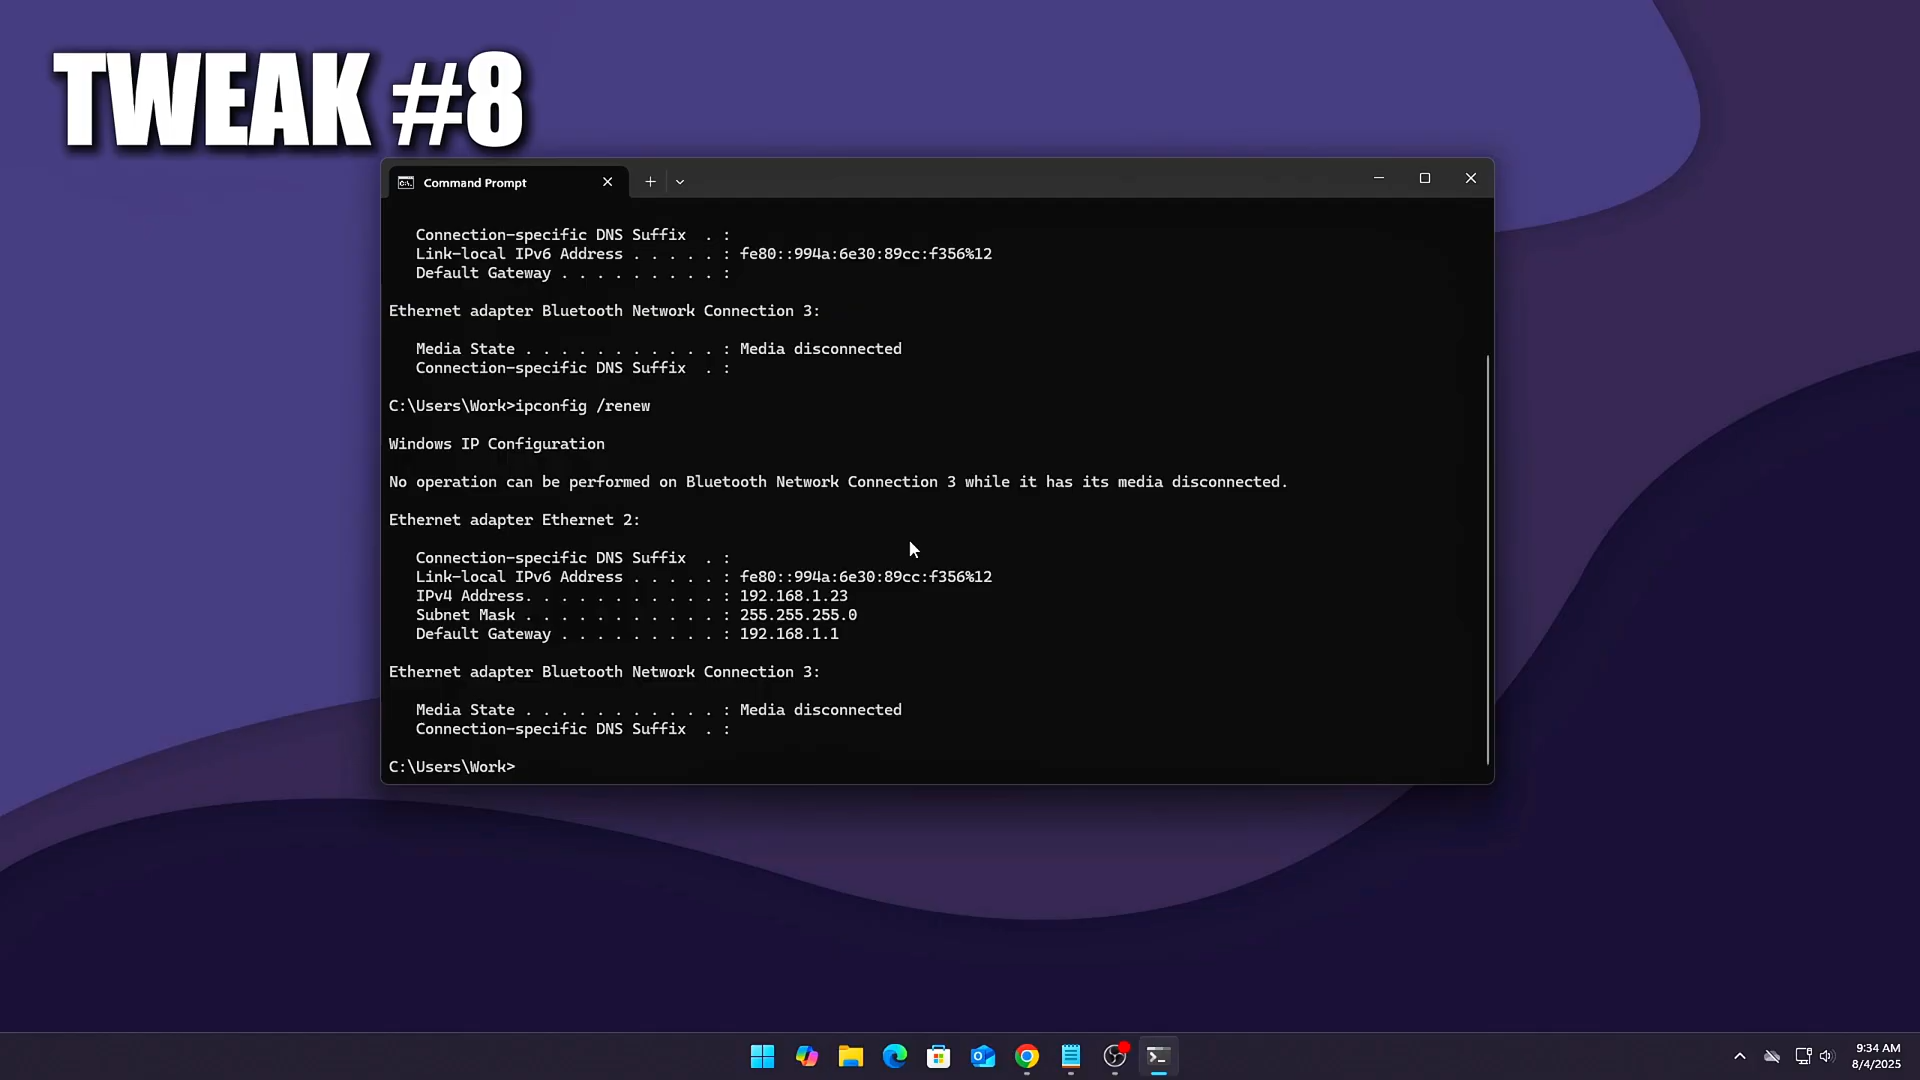 TWEAK #8
Command Prompt
Connection-specific DNS Suffix  . :
Link-local IPv6 Address . . . . . : fe80::994a:6e30:89cc:f356%12
Default Gateway . . . . . . . . . :
Ethernet adapter Bluetooth Network Connection 3:
Media State . . . . . . . . . . . : Media disconnected
Connection-specific DNS Suffix  . :
C:\Users\Work>ipconfig /renew
Windows IP Configuration
No operation can be performed on Bluetooth Network Connection 3 while it has its media disconnected.
Ethernet adapter Ethernet 2:
Connection-specific DNS Suffix  . :
Link-local IPv6 Address . . . . . : fe80::994a:6e30:89cc:f356%12
IPv4 Address. . . . . . . . . . . : 192.168.1.23
Subnet Mask . . . . . . . . . . . : 255.255.255.0
Default Gateway . . . . . . . . . : 192.168.1.1
Ethernet adapter Bluetooth Network Connection 3:
Media State . . . . . . . . . . . : Media disconnected
Connection-specific DNS Suffix  . :
C:\Users\Work>
9:34 AM
8/4/2025